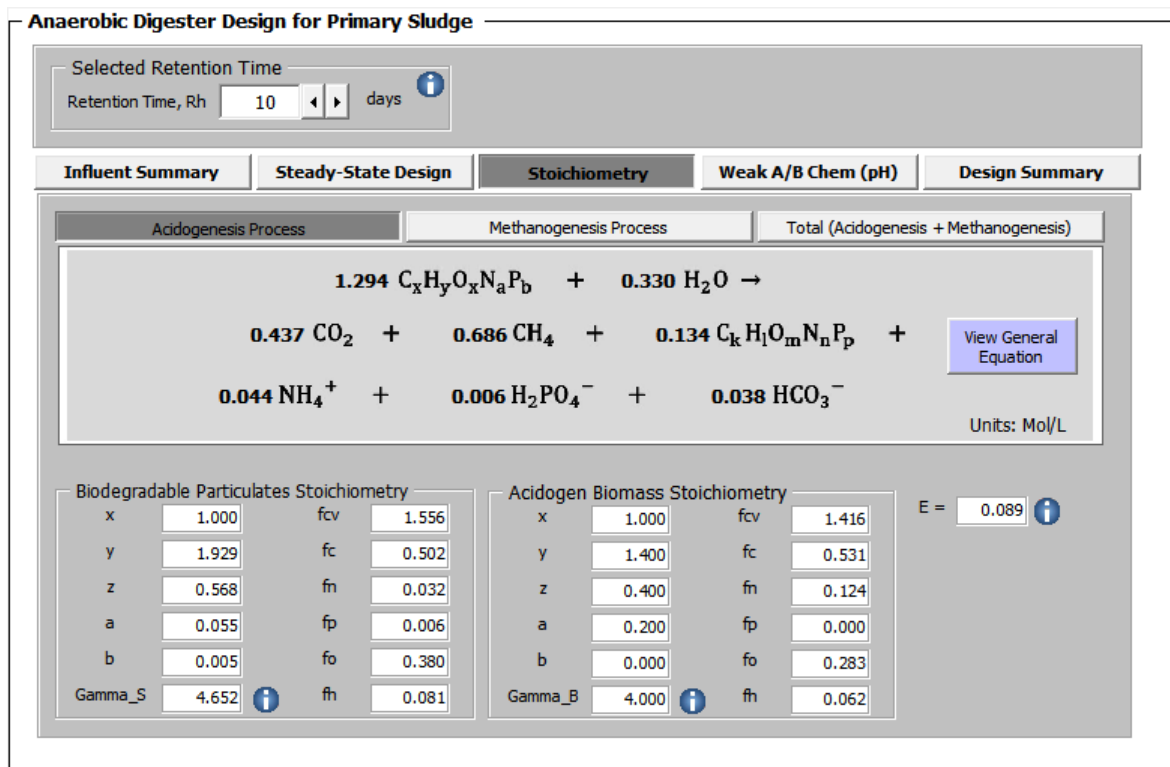 Anaerobic Digester Design for Primary Sludge
Selected Retention Time
Retention Time, Rh 10 days
Influent Summary Steady-State Design Stoichiometry Weak A/B Chem (pH) Design Summary
Acidogenesis Process Methanogenesis Process Total (Acidogenesis + Methanogenesis)
1.294 CₓHᵧOₓNₐP_b + 0.330 H₂O →
0.437 CO₂ + 0.686 CH₄ + 0.134 CₖHₗOₘNₙPₚ +
View General
Equation
0.044 NH₄⁺ + 0.006 H₂PO₄⁻ + 0.038 HCO₃⁻
Units: Mol/L
Biodegradable Particulates Stoichiometry
x 1.000 fcv 1.556
y 1.929 fc 0.502
z 0.568 fn 0.032
a 0.055 fp 0.006
b 0.005 fo 0.380
Gamma_S 4.652 fh 0.081
Acidogen Biomass Stoichiometry
x 1.000 fcv 1.416
y 1.400 fc 0.531
z 0.400 fn 0.124
a 0.200 fp 0.000
b 0.000 fo 0.283
Gamma_B 4.000 fh 0.062
E = 0.089